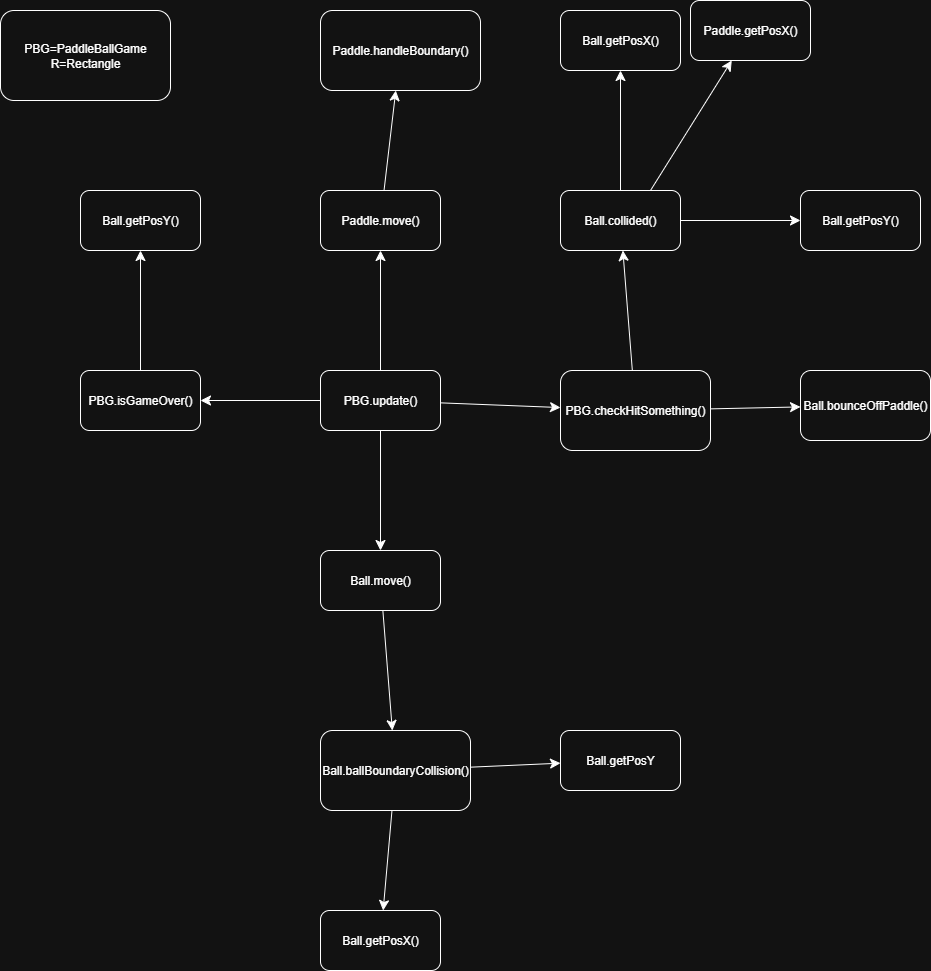 PBG=PaddleBallGame
R=Rectangle
Paddle.handleBoundary()
Ball.getPosX()
Paddle.getPosX()
Ball.getPosY()
Paddle.move()
Ball.collided()
Ball.getPosY()
PBG.isGameOver()
PBG.update()
PBG.checkHitSomething()
Ball.bounceOffPaddle()
Ball.move()
Ball.ballBoundaryCollision()
Ball.getPosY
Ball.getPosX()